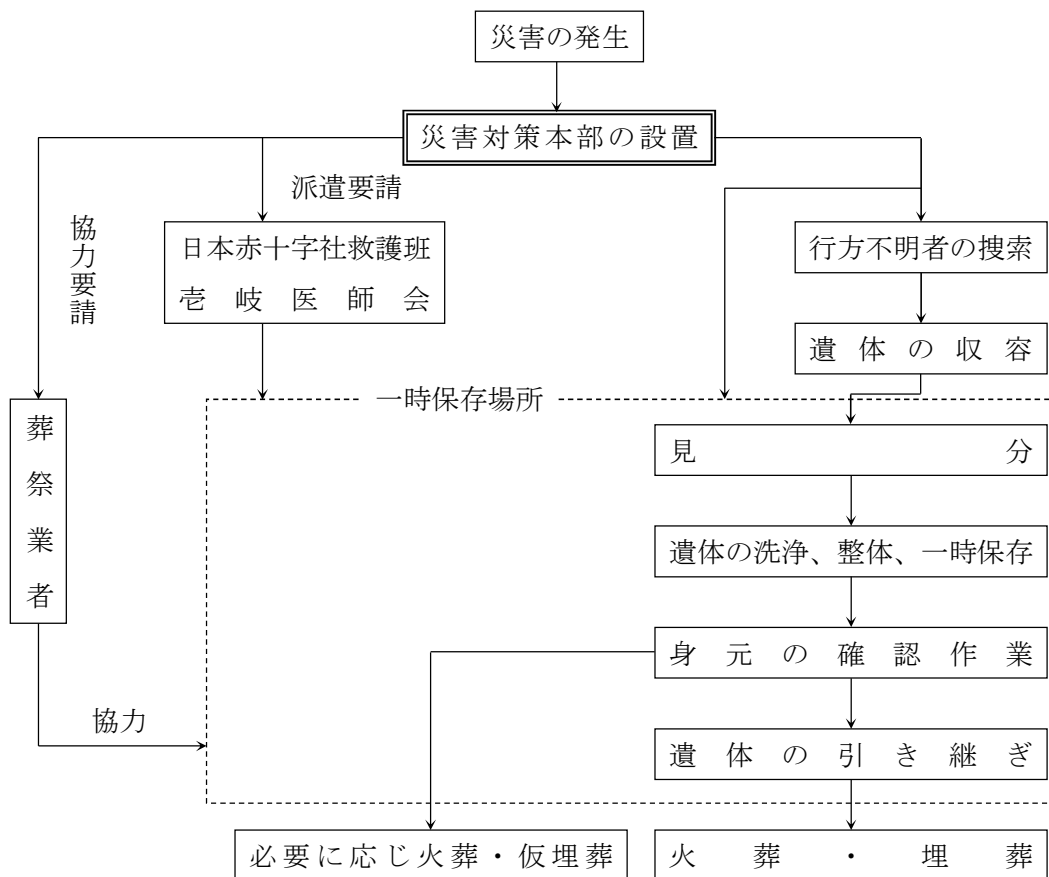 災害の発生
災害対策本部の設置
派遣要請
協力要請
日本赤十字社救護班
壱岐医師会
行方不明者の捜索
遺体の収容
一時保存場所
葬祭業者
見分
遺体の洗浄、整体、一時保存
身元の確認作業
協力
遺体の引き継ぎ
必要に応じ火葬・仮埋葬
火葬・埋葬